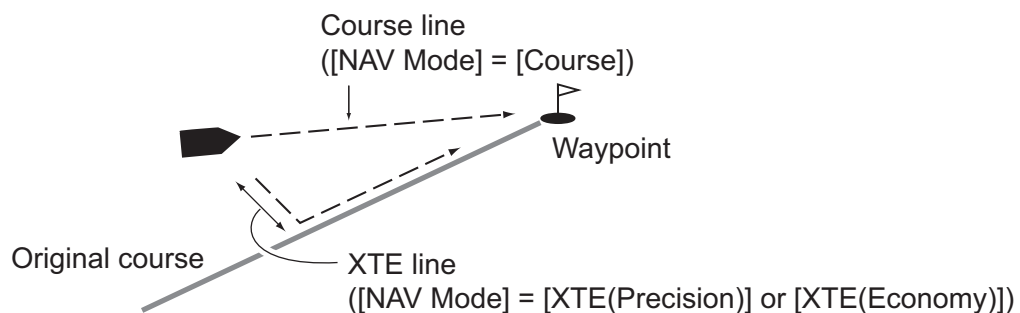 Course line
([NAV Mode] = [Course])
Waypoint
Original course
XTE line
([NAV Mode] = [XTE(Precision)] or [XTE(Economy)])